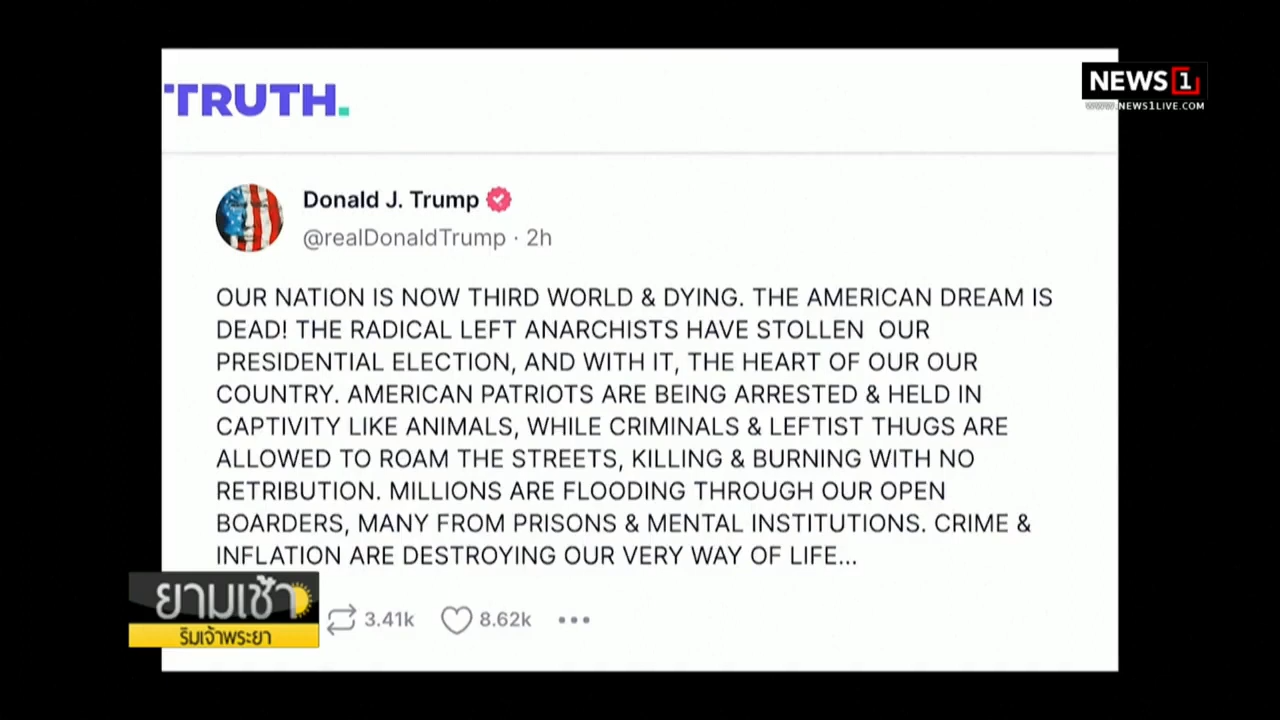 TRUTH.
NEWS 1
WWW.NEWS1LIVE.COM
Donald J. Trump
@realDonaldTrump · 2h
OUR NATION IS NOW THIRD WORLD & DYING. THE AMERICAN DREAM IS
DEAD! THE RADICAL LEFT ANARCHISTS HAVE STOLLEN OUR
PRESIDENTIAL ELECTION, AND WITH IT, THE HEART OF OUR OUR
COUNTRY. AMERICAN PATRIOTS ARE BEING ARRESTED & HELD IN
CAPTIVITY LIKE ANIMALS, WHILE CRIMINALS & LEFTIST THUGS ARE
ALLOWED TO ROAM THE STREETS, KILLING & BURNING WITH NO
RETRIBUTION. MILLIONS ARE FLOODING THROUGH OUR OPEN
BOARDERS, MANY FROM PRISONS & MENTAL INSTITUTIONS. CRIME &
INFLATION ARE DESTROYING OUR VERY WAY OF LIFE...
ยามเช้า
ริมเจ้าพระยา
3.41k 8.62k